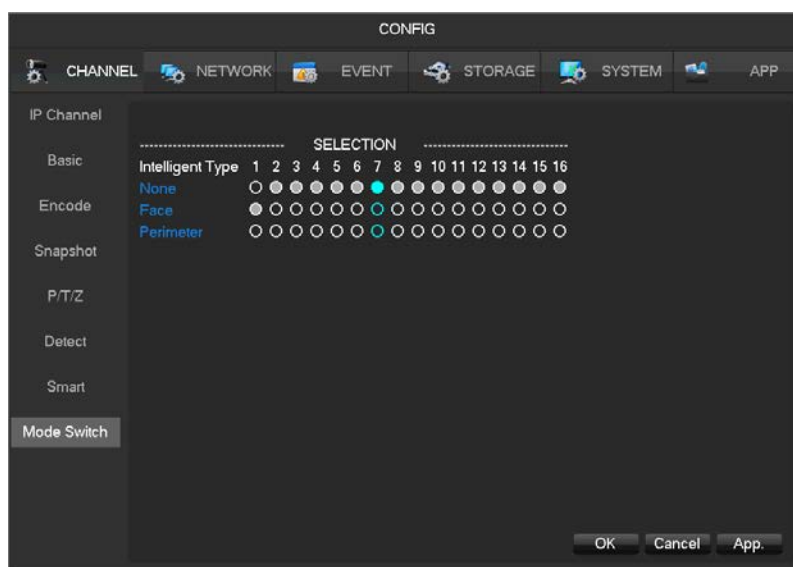 CONFIG
CHANNEL NETWORK EVENT STORAGE SYSTEM APP
IP Channel
Basic
Encode
Snapshot
P/T/Z
Detect
Smart
Mode Switch
SELECTION
Intelligent Type 1 2 3 4 5 6 7 8 9 10 11 12 13 14 15 16
None
Face
Perimeter
OK Cancel App.